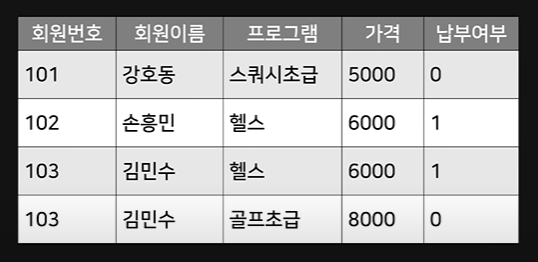 회원번호 회원이름 프로그램 가격 납부여부
101 강호동 스쿼시초급 5000 0
102 손흥민 헬스 6000 1
103 김민수 헬스 6000 1
103 김민수 골프초급 8000 0